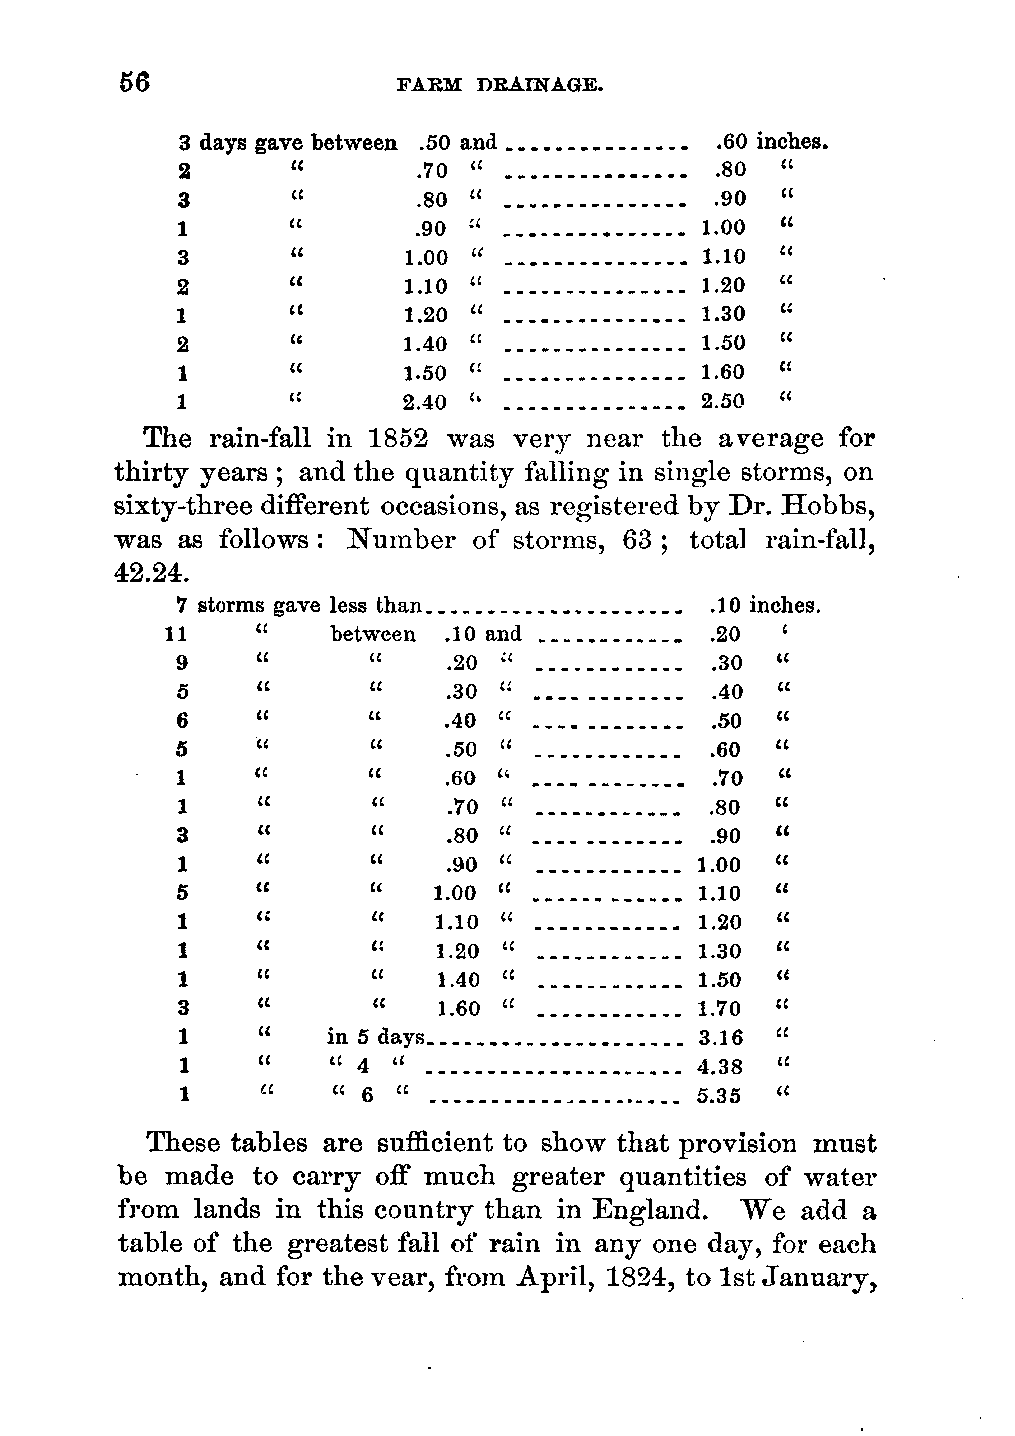 56 FARM DRAINAGE.
3 days gave between .50 and ............... .60 inches.
2 “ .70 “ ............... .80 “
3 “ .80 “ ............... .90 “
1 “ .90 “ ............... 1.00 “
3 “ 1.00 “ ............... 1.10 “
2 “ 1.10 “ ............... 1.20 “
1 “ 1.20 “ ............... 1.30 “
2 “ 1.40 “ ............... 1.50 “
1 “ 1.50 “ ............... 1.60 “
1 “ 2.40 “ ............... 2.50 “
The rain-fall in 1852 was very near the average for
thirty years ; and the quantity falling in single storms, on
sixty-three different occasions, as registered by Dr. Hobbs,
was as follows : Number of storms, 63 ; total rain-fall,
42.24.
7 storms gave less than..................... .10 inches.
11 “ between .10 and ............ .20 ‘
9 “ “ .20 “ ............ .30 “
5 “ “ .30 “ ............ .40 “
6 “ “ .40 “ ............ .50 “
5 “ “ .50 “ ............ .60 “
1 “ “ .60 “ ............ .70 “
1 “ “ .70 “ ............ .80 “
3 “ “ .80 “ ............ .90 “
1 “ “ .90 “ ............ 1.00 “
5 “ “ 1.00 “ ............ 1.10 “
1 “ “ 1.10 “ ............ 1.20 “
1 “ “ 1.20 “ ............ 1.30 “
1 “ “ 1.40 “ ............ 1.50 “
3 “ “ 1.60 “ ............ 1.70 “
1 “ in 5 days..................... 3.16 “
1 “ “ 4 “ ..................... 4.38 “
1 “ “ 6 “ ..................... 5.35 “
These tables are sufficient to show that provision must
be made to carry off much greater quantities of water
from lands in this country than in England. We add a
table of the greatest fall of rain in any one day, for each
month, and for the year, from April, 1824, to 1st January,